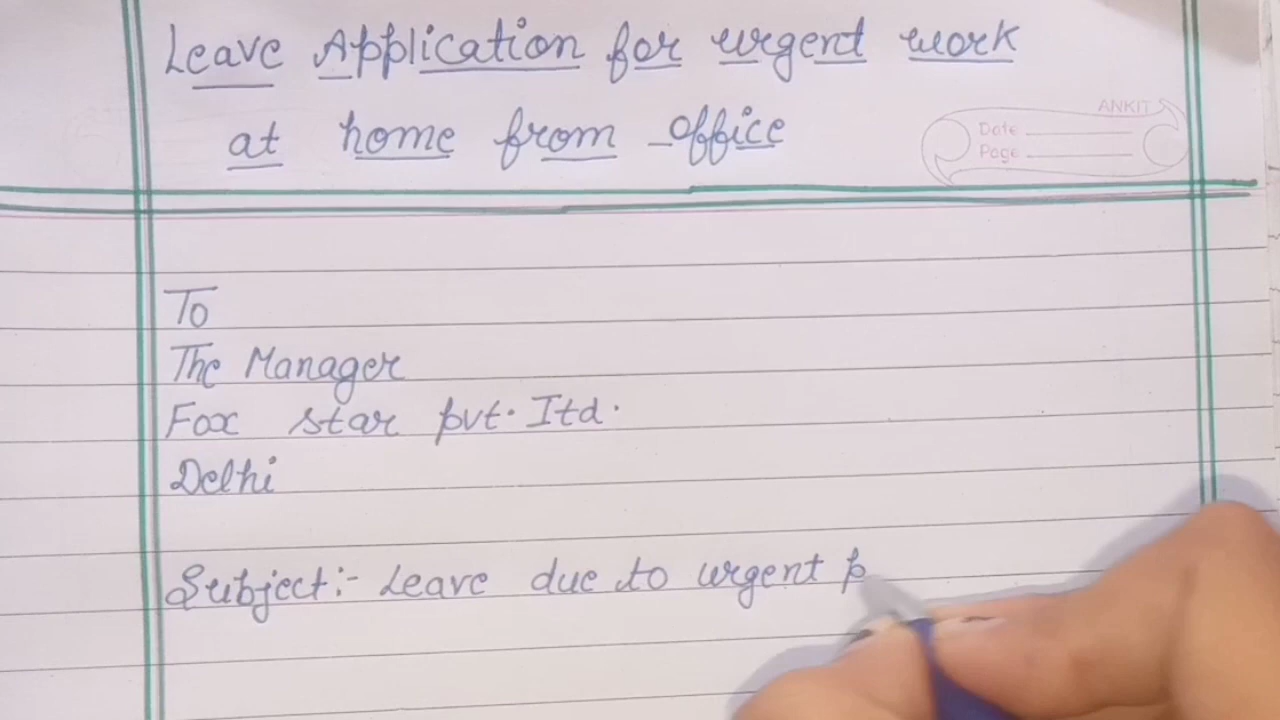 Leave Application for urgent work
at home from office
ANKIT
Date
Page
To
The Manager
Fox star pvt. Itd.
Delhi
Subject:- Leave due to urgent p